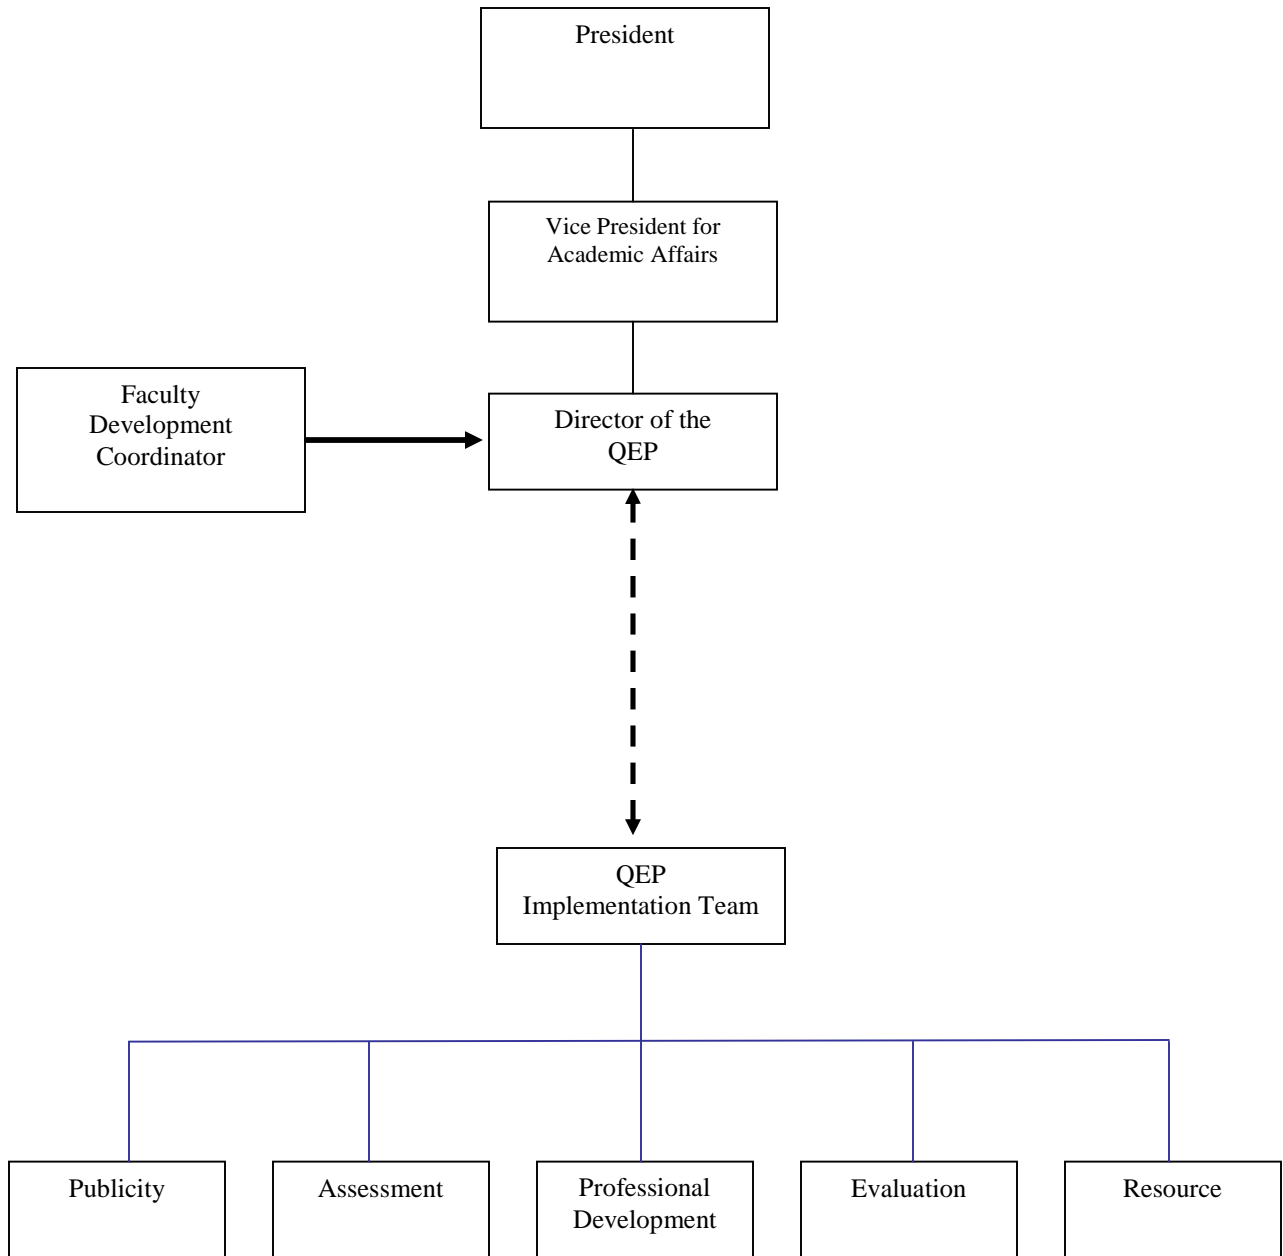 President
Vice President for
Academic Affairs
Faculty
Development
Coordinator
Director of the
QEP
QEP
Implementation Team
Publicity
Assessment
Professional
Development
Evaluation
Resource